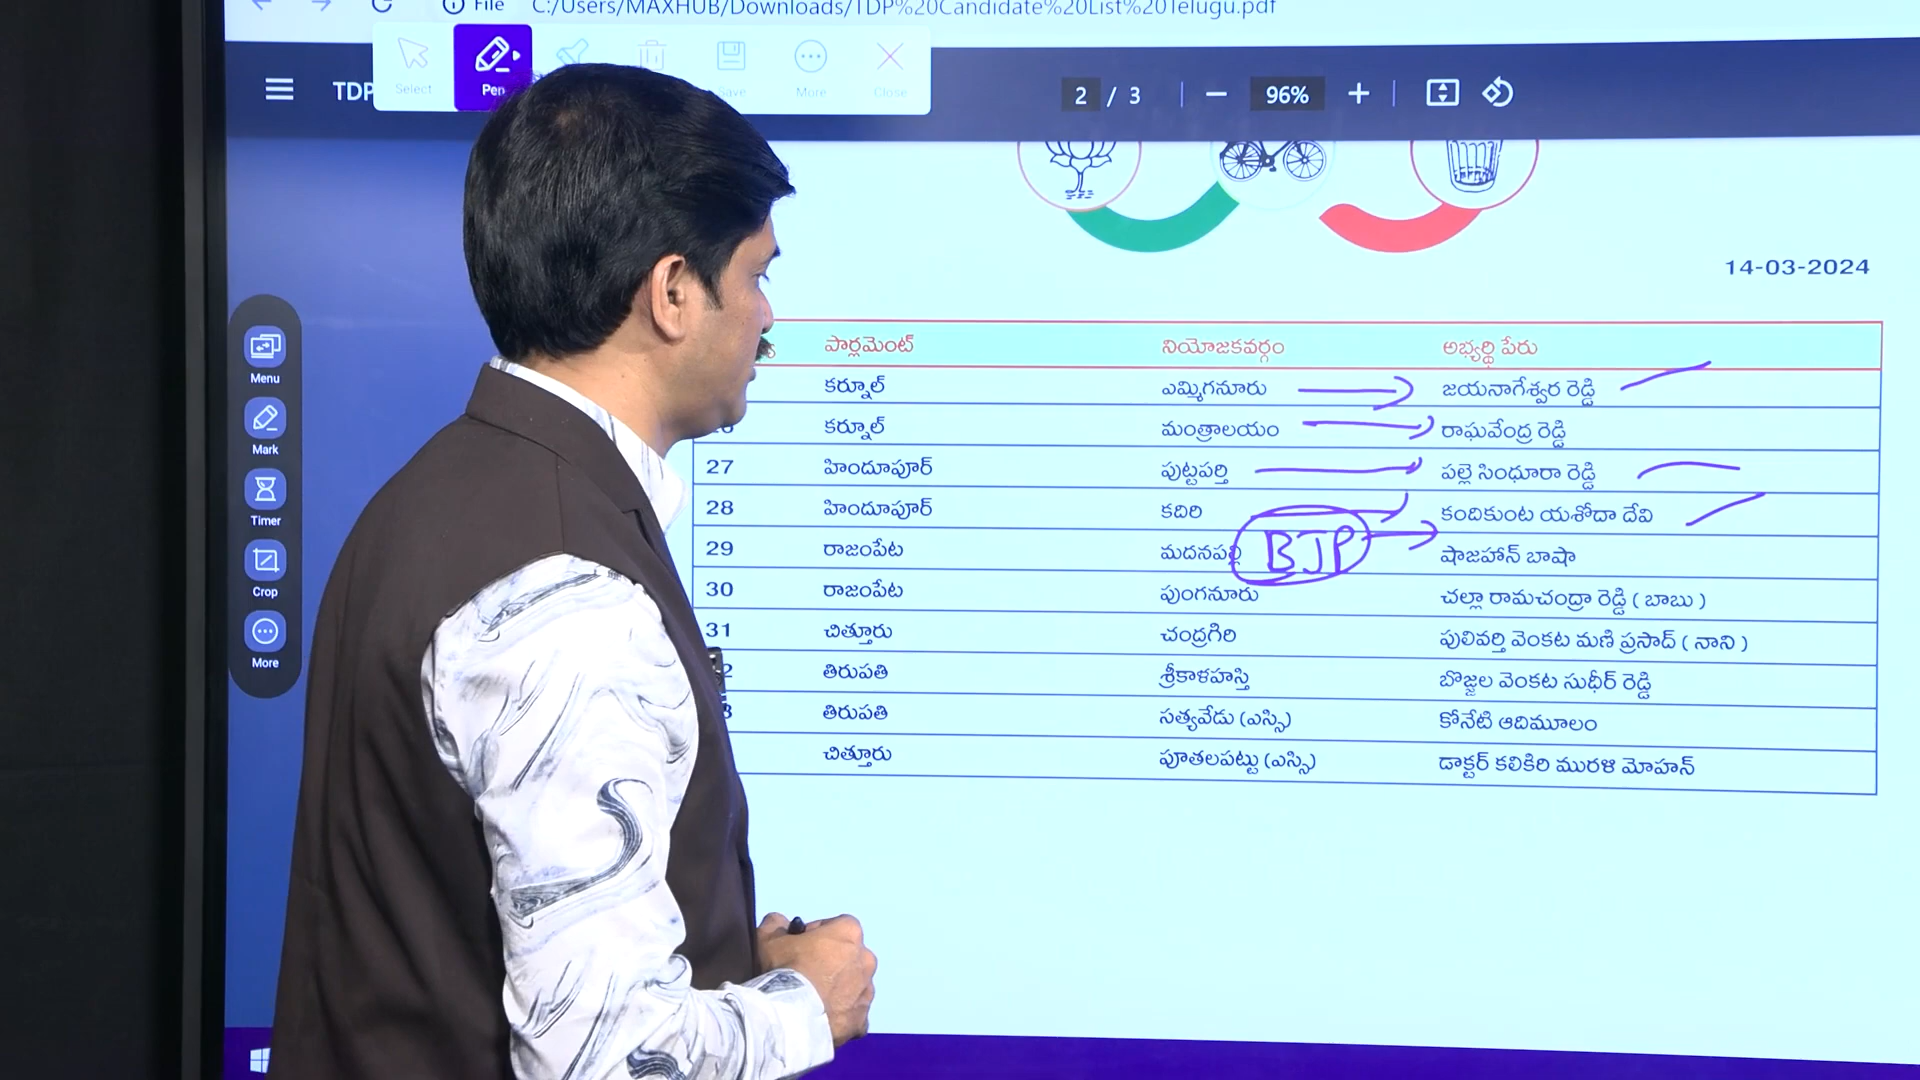 File C:/Users/MAXHUB/Downloads/TDP%20Candidate%20List%20Telugu.pdf
Select Pen Save More Close
TDP 2 / 3 96%
14-03-2024
పార్లమెంట్ నియోజకవర్గం అభ్యర్థి పేరు
కర్నూల్ ఎమ్మిగనూరు జయనాగేశ్వర రెడ్డి
కర్నూల్ మంత్రాలయం రాఘవేంద్ర రెడ్డి
27 హిందూపూర్ పుట్టపర్తి పల్లె సింధూరా రెడ్డి
28 హిందూపూర్ కదిరి కందికుంట యశోదా దేవి
29 రాజంపేట మదనపల్లి BJP షాజహాన్ బాషా
30 రాజంపేట పుంగనూరు చల్లా రామచంద్రా రెడ్డి ( బాబు )
31 చిత్తూరు చంద్రగిరి పులివర్తి వెంకట మణి ప్రసాద్ ( నాని )
తిరుపతి శ్రీకాళహస్తి బొజ్జల వెంకట సుధీర్ రెడ్డి
తిరుపతి సత్యవేడు (ఎస్సి) కోనేటి ఆదిమూలం
చిత్తూరు పూతలపట్టు (ఎస్సి) డాక్టర్ కలికిరి మురళి మోహన్
Menu
Mark
Timer
Crop
More